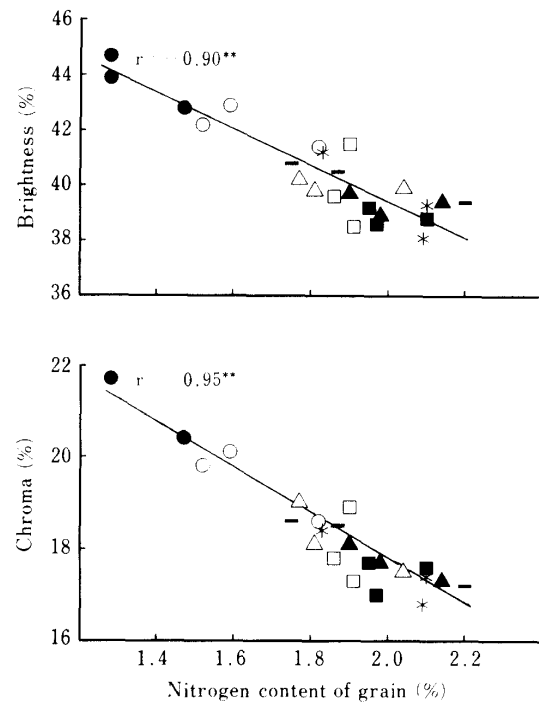 46
44
42
40
38
36
Brightness (%)
r 0.90**
22
20
18
16
Chroma (%)
r 0.95**
1.4 1.6 1.8 2.0 2.2
Nitrogen content of grain (%)